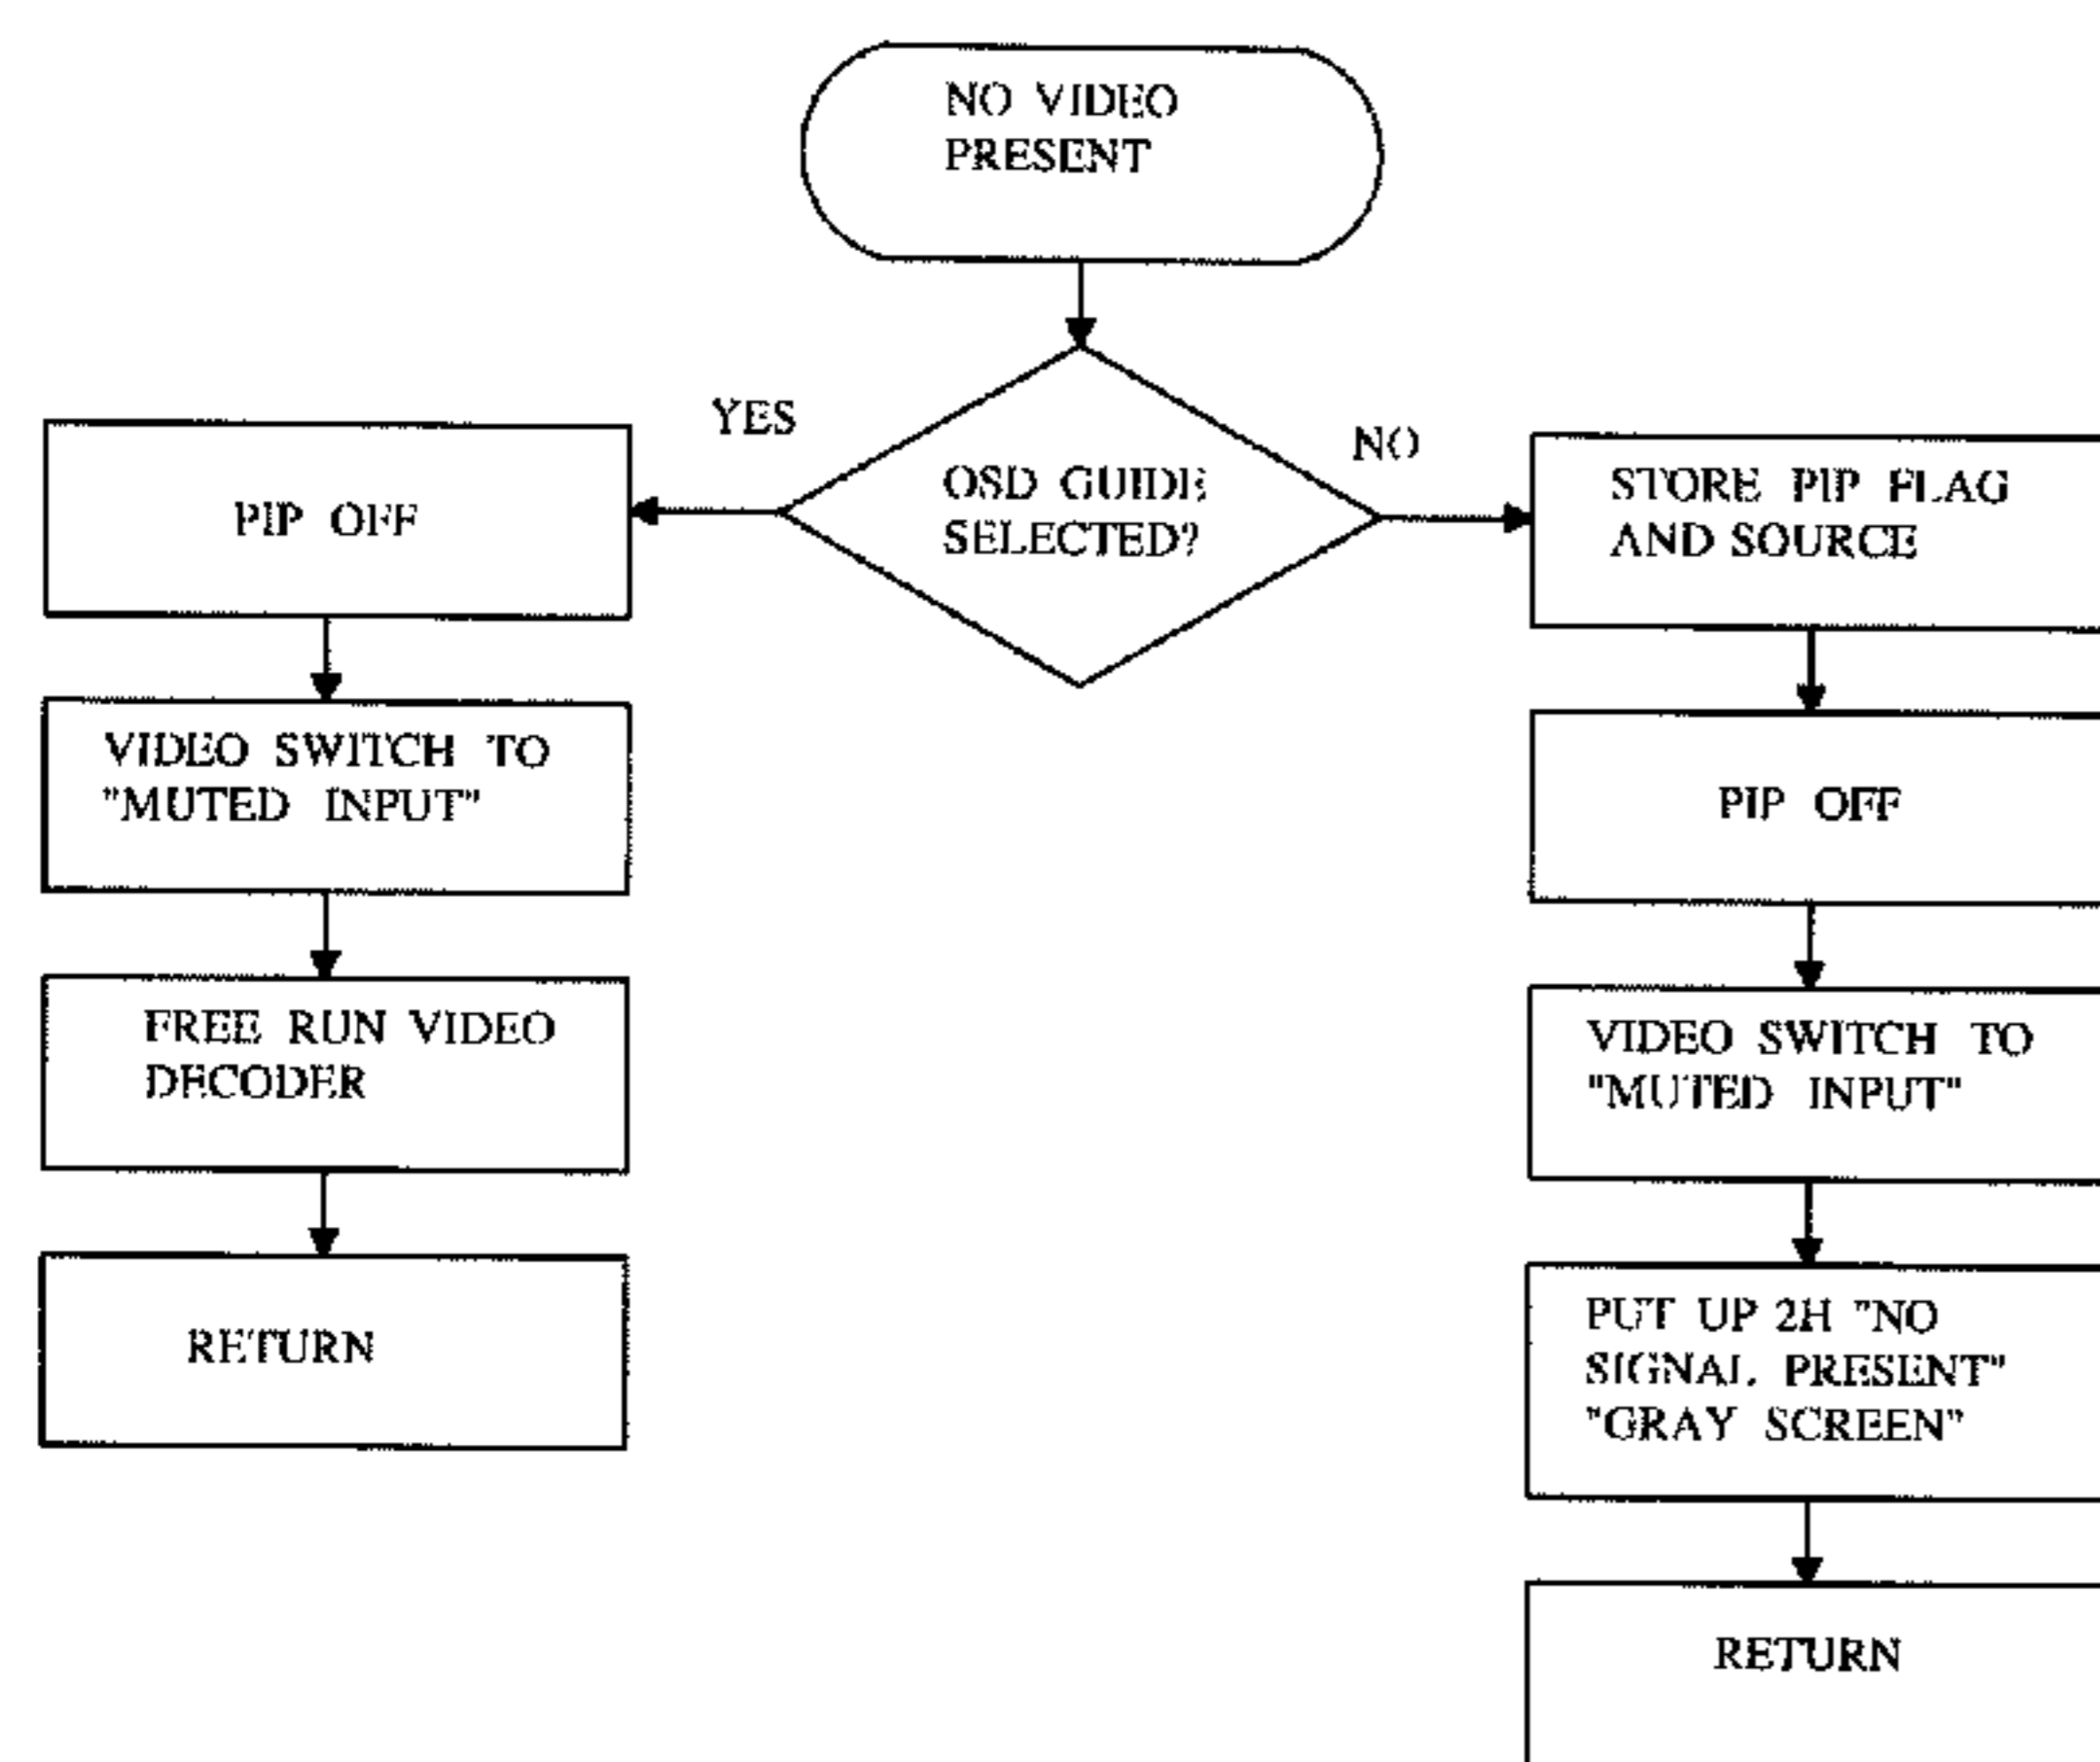 NO VIDEO
PRESENT
YES
NO
OSD GUIDE
SELECTED?
PIP OFF
VIDEO SWITCH TO
"MUTED INPUT"
FREE RUN VIDEO
DECODER
RETURN
STORE PIP FLAG
AND SOURCE
PIP OFF
VIDEO SWITCH TO
"MUTED INPUT"
PUT UP 2H "NO
SIGNAL PRESENT"
"GRAY SCREEN"
RETURN